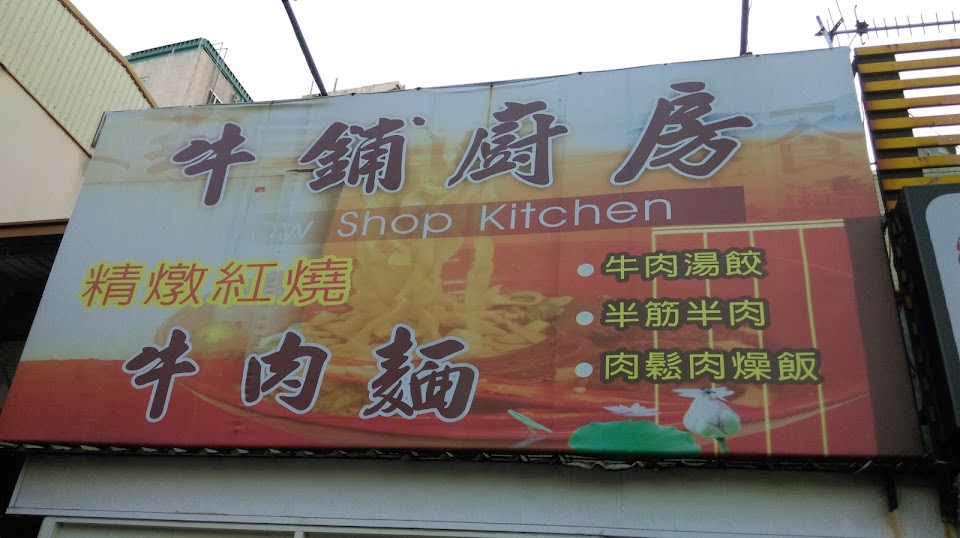 牛鋪廚房
Shop Kitchen
精燉紅燒
牛肉麵
牛肉湯餃
半筋半肉
肉鬆肉燥飯